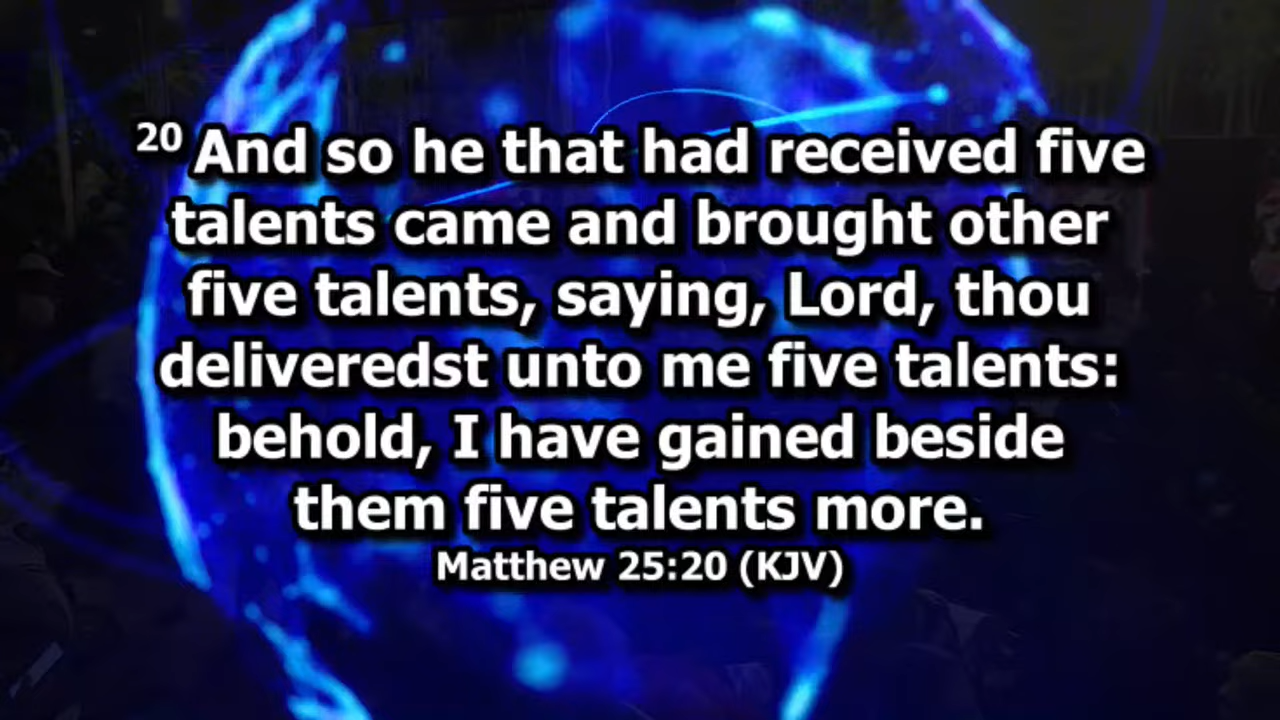 20 And so he that had received five
talents came and brought other
five talents, saying, Lord, thou
deliveredst unto me five talents:
behold, I have gained beside
them five talents more.
Matthew 25:20 (KJV)